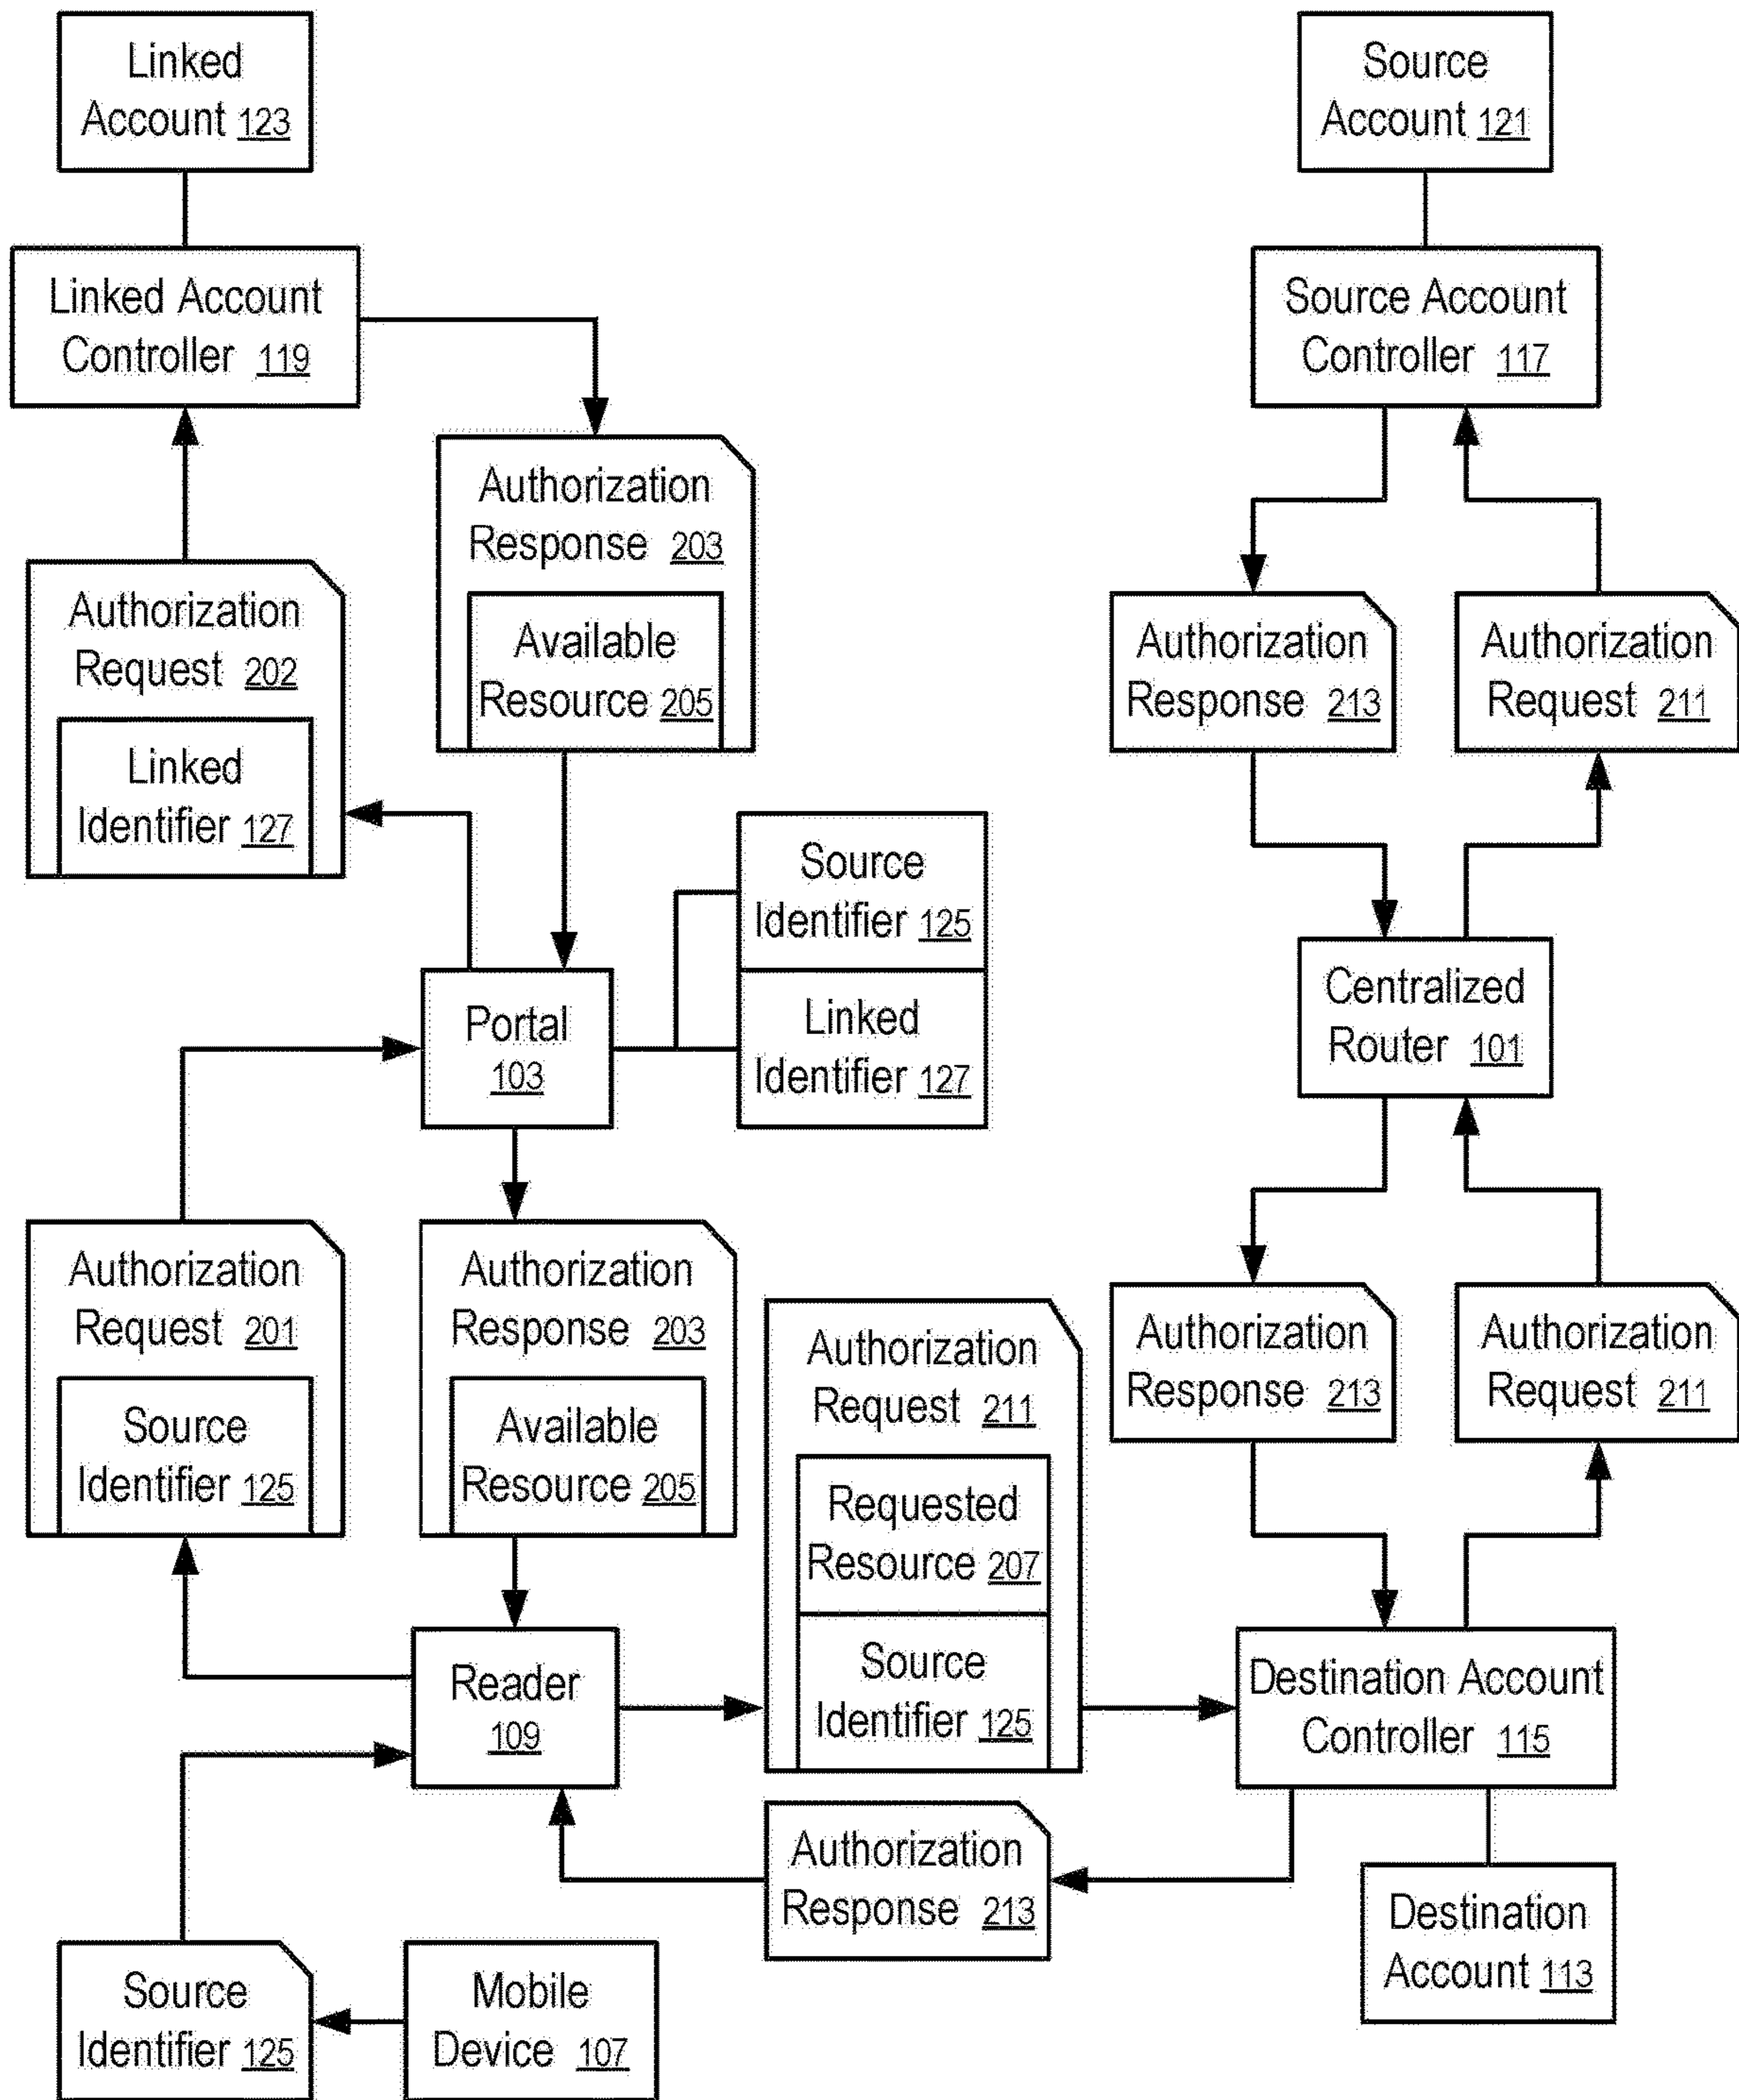 Linked
Account 123
Source
Account 121
Linked Account
Controller 119
Source Account
Controller 117
Authorization
Response 203
Available
Resource 205
Authorization
Request 202
Linked
Identifier 127
Authorization
Response 213
Authorization
Request 211
Source
Identifier 125
Linked
Identifier 127
Portal
103
Centralized
Router 101
Authorization
Request 201
Source
Identifier 125
Authorization
Response 203
Available
Resource 205
Authorization
Request 211
Requested
Resource 207
Source
Identifier 125
Authorization
Response 213
Authorization
Request 211
Reader
109
Destination Account
Controller 115
Authorization
Response 213
Destination
Account 113
Source
Identifier 125
Mobile
Device 107